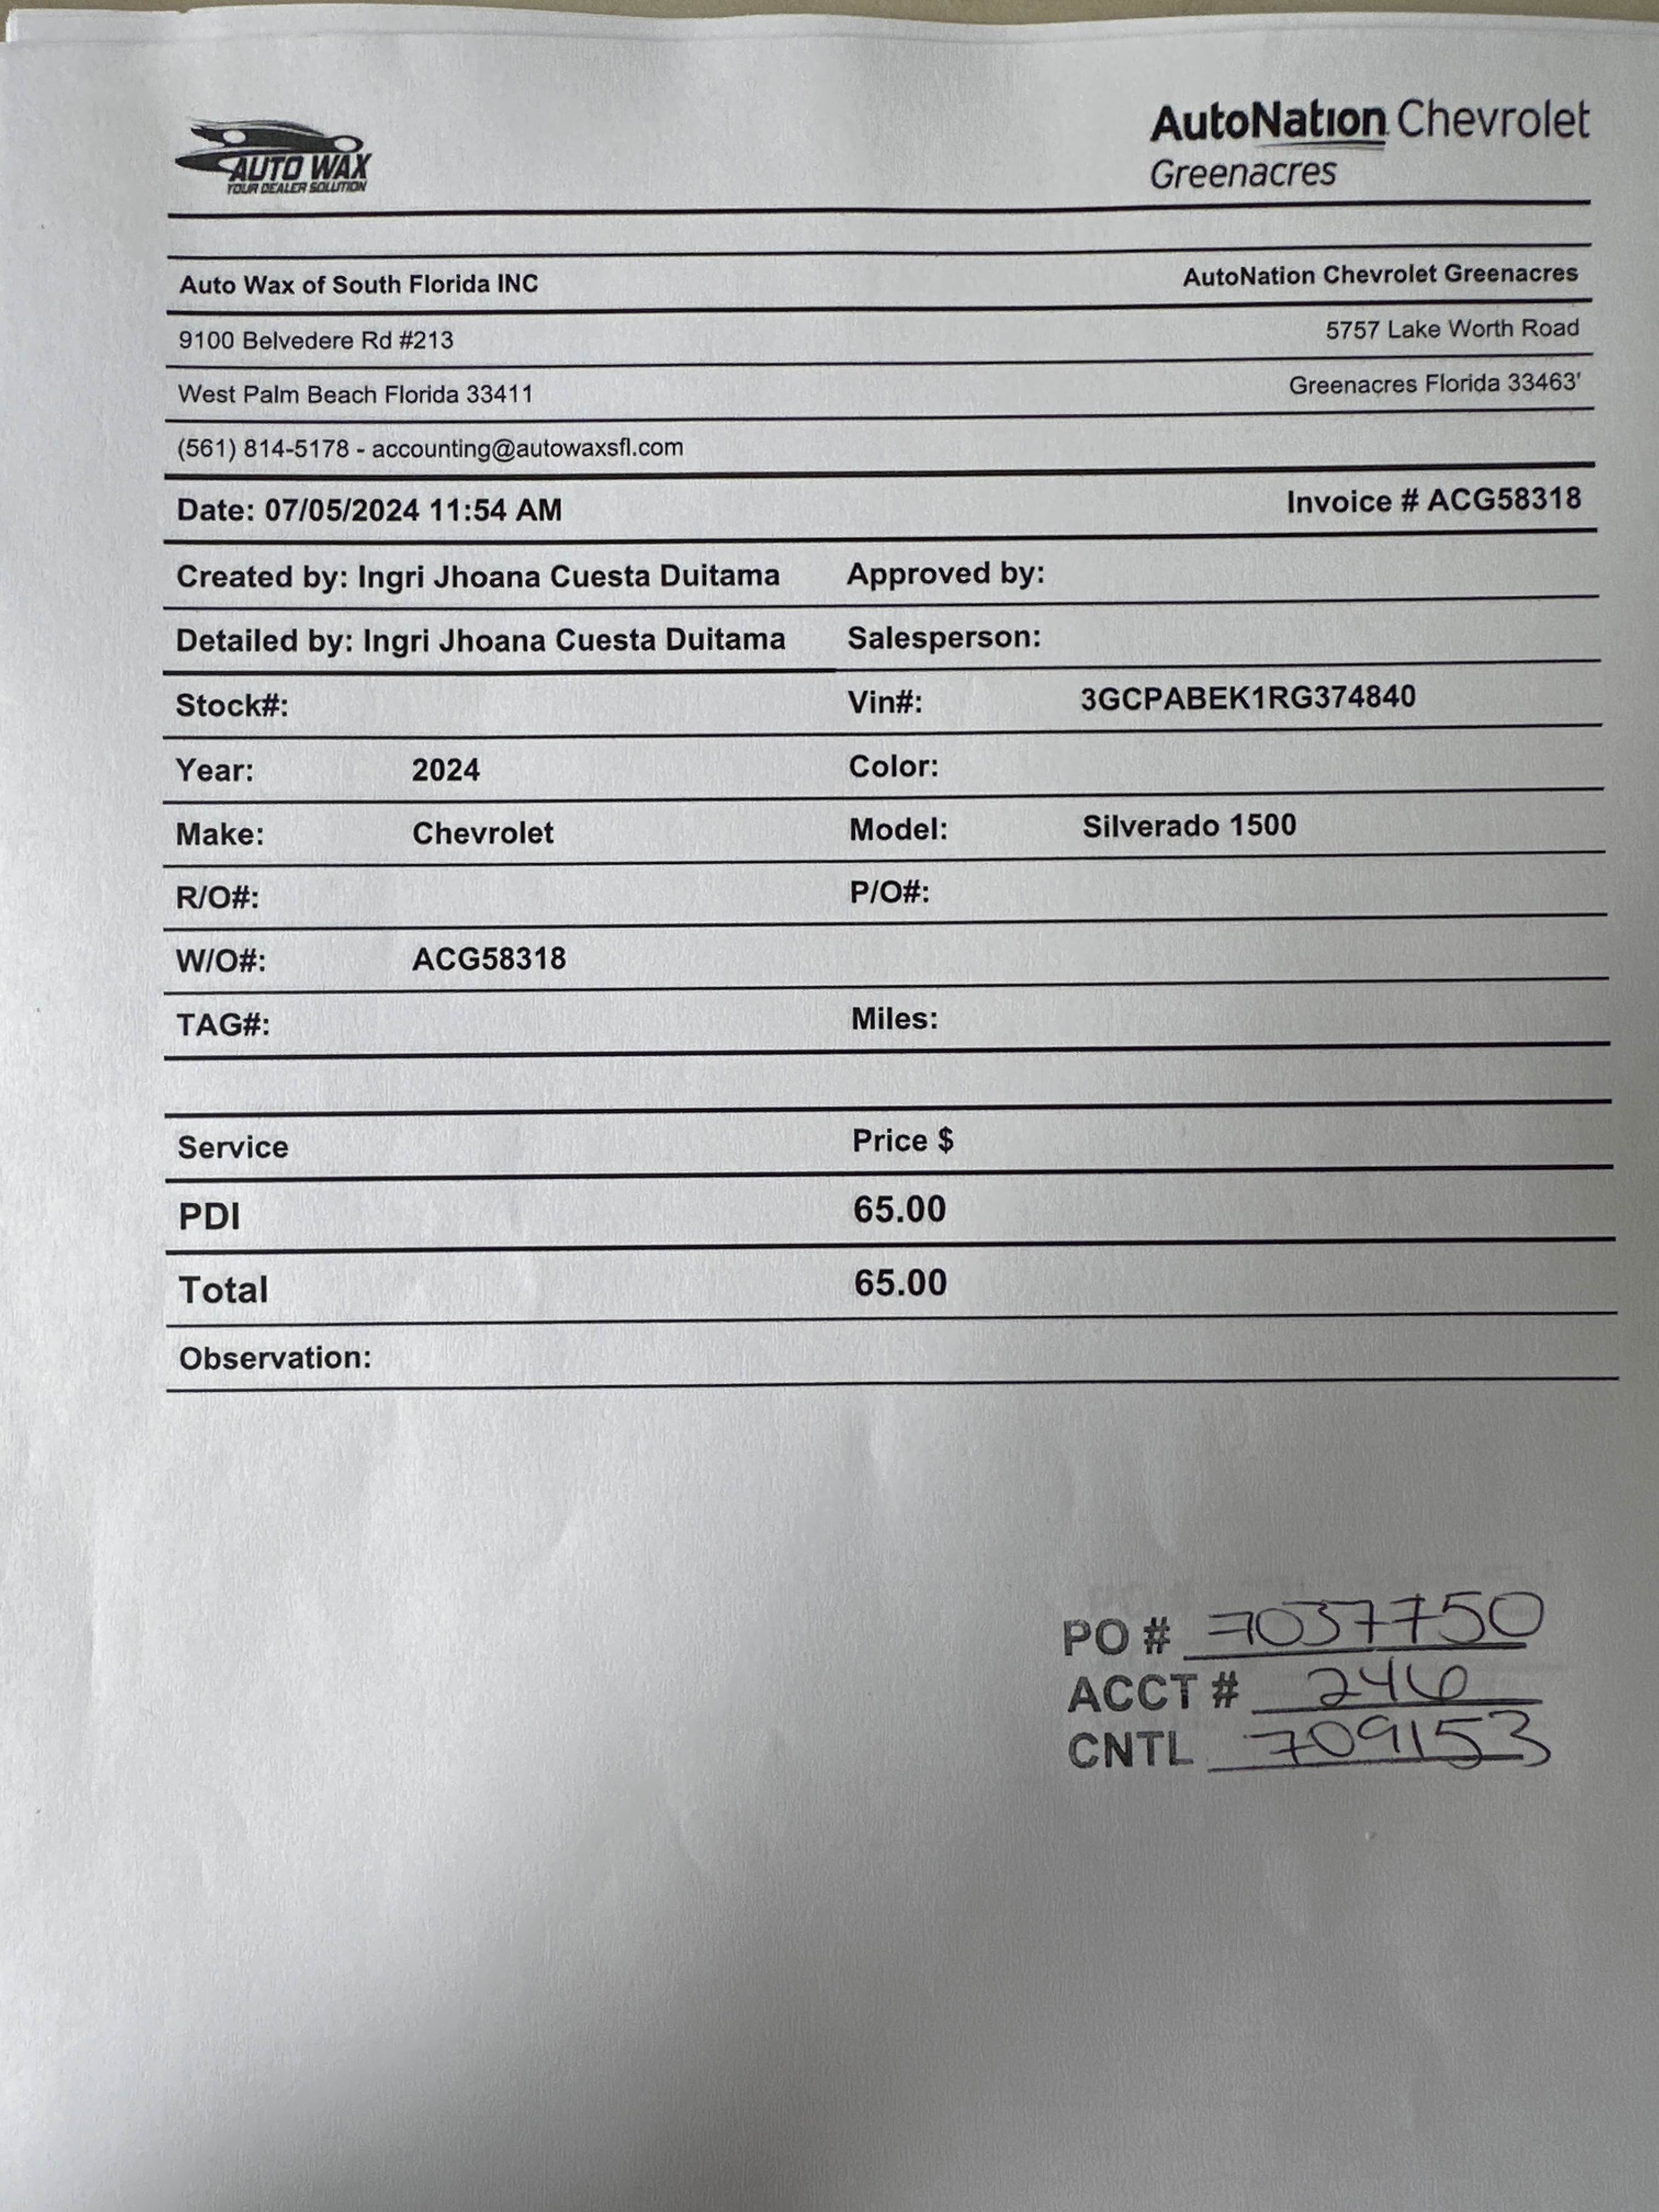 AUTO WAX
YOUR DEALER SOLUTION
AutoNation Chevrolet
Greenacres
Auto Wax of South Florida INC AutoNation Chevrolet Greenacres
9100 Belvedere Rd #213 5757 Lake Worth Road
West Palm Beach Florida 33411 Greenacres Florida 33463'
(561) 814-5178 - accounting@autowaxsfl.com
Date: 07/05/2024 11:54 AM Invoice # ACG58318
Created by: Ingri Jhoana Cuesta Duitama Approved by:
Detailed by: Ingri Jhoana Cuesta Duitama Salesperson:
Stock#: Vin#: 3GCPABEK1RG374840
Year: 2024 Color:
Make: Chevrolet Model: Silverado 1500
R/O#: P/O#:
W/O#: ACG58318
TAG#: Miles:
Service Price $
PDI 65.00
Total 65.00
Observation:
PO # 7037750
ACCT # 246
CNTL 709153